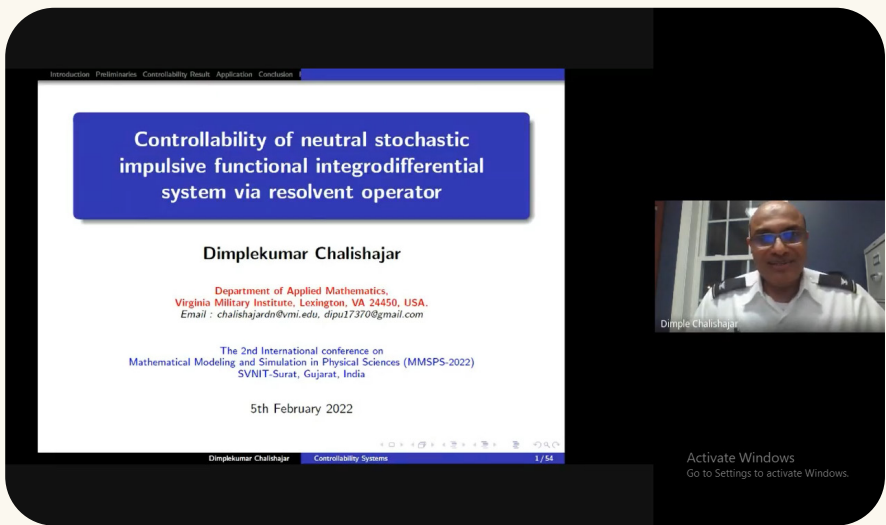 Introduction Preliminaries Controllability Result Application Conclusion
Controllability of neutral stochastic
impulsive functional integrodifferential
system via resolvent operator
Dimplekumar Chalishajar
Department of Applied Mathematics,
Virginia Military Institute, Lexington, VA 24450, USA.
Email : chalishajardn@vmi.edu, dipu17370@gmail.com
The 2nd International conference on
Mathematical Modeling and Simulation in Physical Sciences (MMSPS-2022)
SVNIT-Surat, Gujarat, India
5th February 2022
Dimplekumar Chalishajar Controllability Systems 1 / 54
Dimple Chalishajar
Activate Windows
Go to Settings to activate Windows.